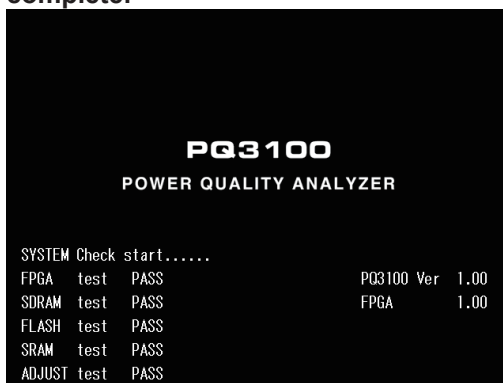 PQ3100
POWER QUALITY ANALYZER
SYSTEM Check start......
FPGA test PASS PQ3100 Ver 1.00
SDRAM test PASS FPGA 1.00
FLASH test PASS
SRAM test PASS
ADJUST test PASS